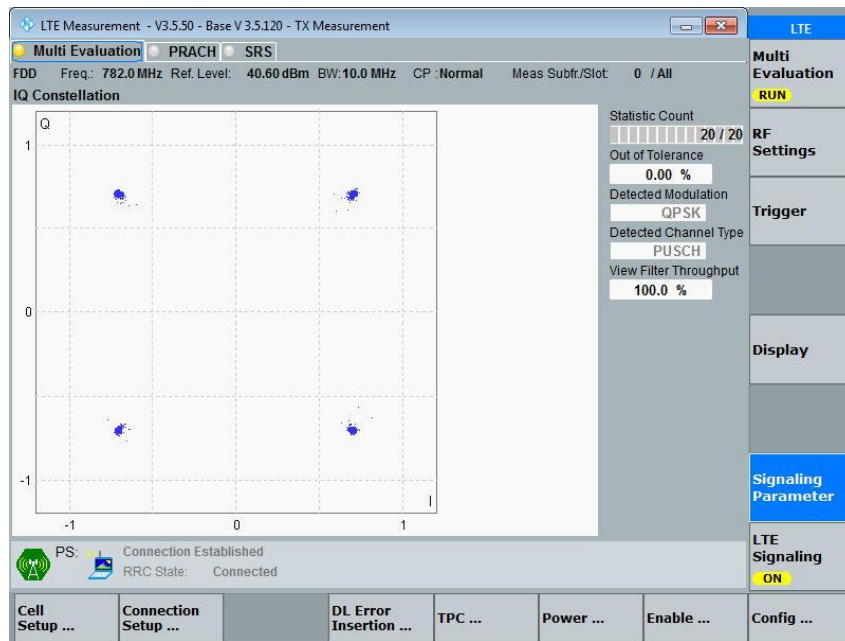 LTE Measurement - V3.5.50 - Base V 3.5.120 - TX Measurement
LTE
Multi Evaluation PRACH SRS
Multi
Evaluation
RUN
FDD Freq.: 782.0 MHz Ref. Level: 40.60 dBm BW: 10.0 MHz CP : Normal Meas Subfr./Slot: 0 / All
IQ Constellation
Q
1
0
-1
I
-1 0 1
Statistic Count
20 / 20
Out of Tolerance
0.00 %
Detected Modulation
QPSK
Detected Channel Type
PUSCH
View Filter Throughput
100.0 %
RF
Settings
Trigger
Display
Signaling
Parameter
LTE
Signaling
ON
PS: Connection Established
RRC State: Connected
Cell
Setup ...
Connection
Setup ...
DL Error
Insertion ...
TPC ...
Power ...
Enable ...
Config ...